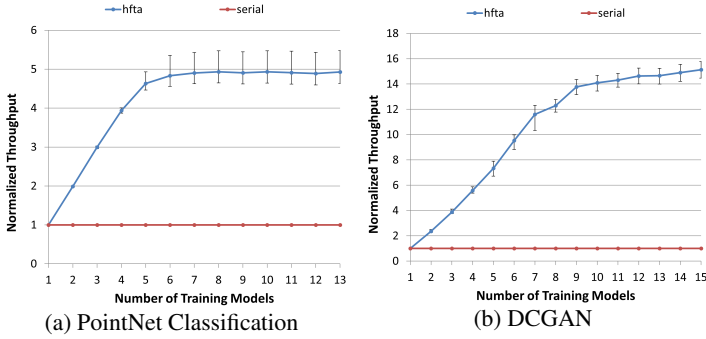 hfta serial
6
5
4
3
2
1
0
Normalized Throughput
1 2 3 4 5 6 7 8 9 10 11 12 13
Number of Training Models
(a) PointNet Classification
hfta serial
18
16
14
12
10
8
6
4
2
0
Normalized Throughput
1 2 3 4 5 6 7 8 9 10 11 12 13 14 15
Number of Training Models
(b) DCGAN